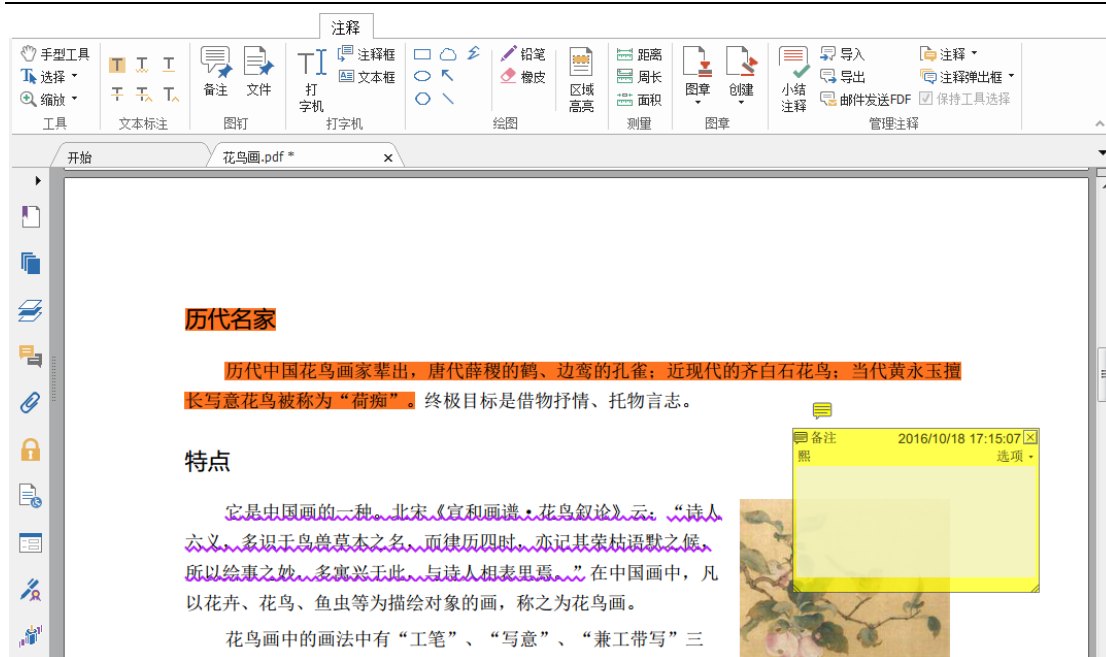 注释
手型工具
选择
缩放
工具
文本标注
备注
文件
图钉
打
字机
注释框
文本框
打字机
铅笔
橡皮
区域
高亮
绘图
距离
周长
面积
测量
图章
创建
图章
小结
注释
导入
导出
邮件发送FDF
注释
注释弹出框
保持工具选择
管理注释
开始
花鸟画.pdf *
历代名家
历代中国花鸟画家辈出，唐代薛稷的鹤、边鸾的孔雀；近现代的齐白石花鸟；当代黄永玉擅
长写意花鸟被称为“荷痴”。终极目标是借物抒情、托物言志。
备注 2016/10/18 17:15:07
熙 选项
特点
它是中国画的一种。北宋《宣和画谱•花鸟叙论》云：“诗人
六义，多识于鸟兽草木之名，而律历四时，亦记其荣枯语默之候，
所以绘事之妙，多寓兴于此，与诗人相表里焉。”在中国画中，凡
以花卉、花鸟、鱼虫等为描绘对象的画，称之为花鸟画。
花鸟画中的画法中有“工笔”、“写意”、“兼工带写”三